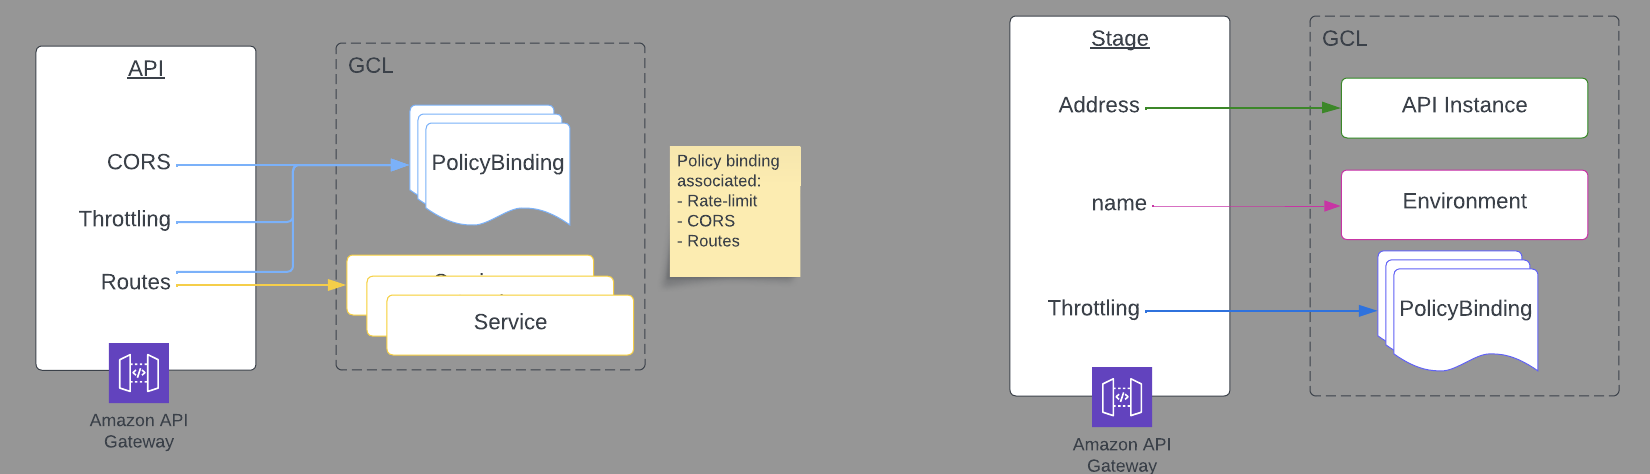 API
CORS
Throttling
Routes
Amazon API
Gateway
GCL
PolicyBinding
Service
Policy binding
associated:
- Rate-limit
- CORS
- Routes
Stage
Address
name
Throttling
Amazon API
Gateway
GCL
API Instance
Environment
PolicyBinding